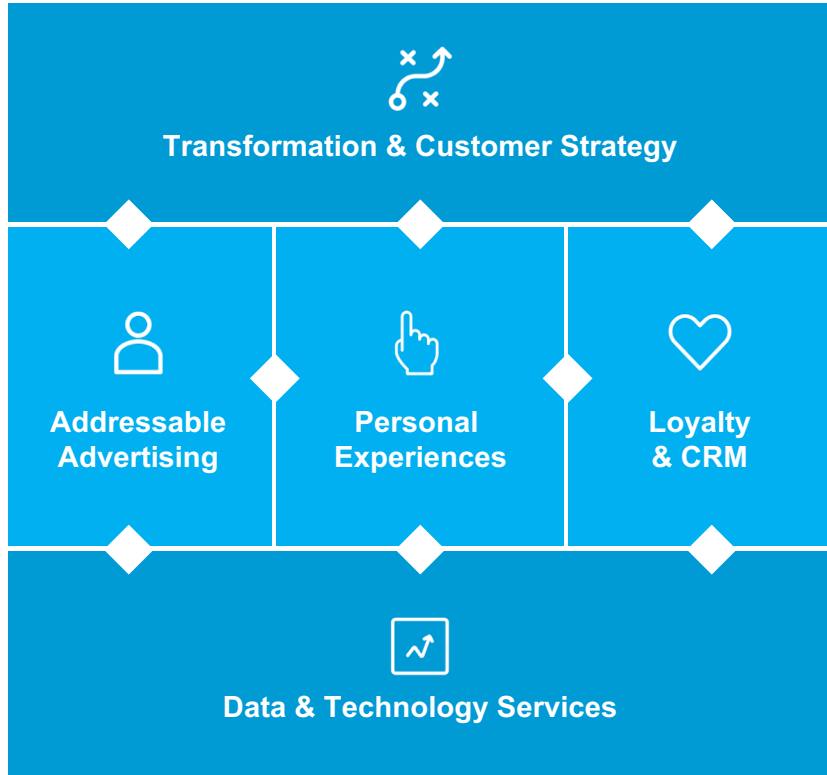 Transformation & Customer Strategy
Addressable
Advertising
Personal
Experiences
Loyalty
& CRM
Data & Technology Services